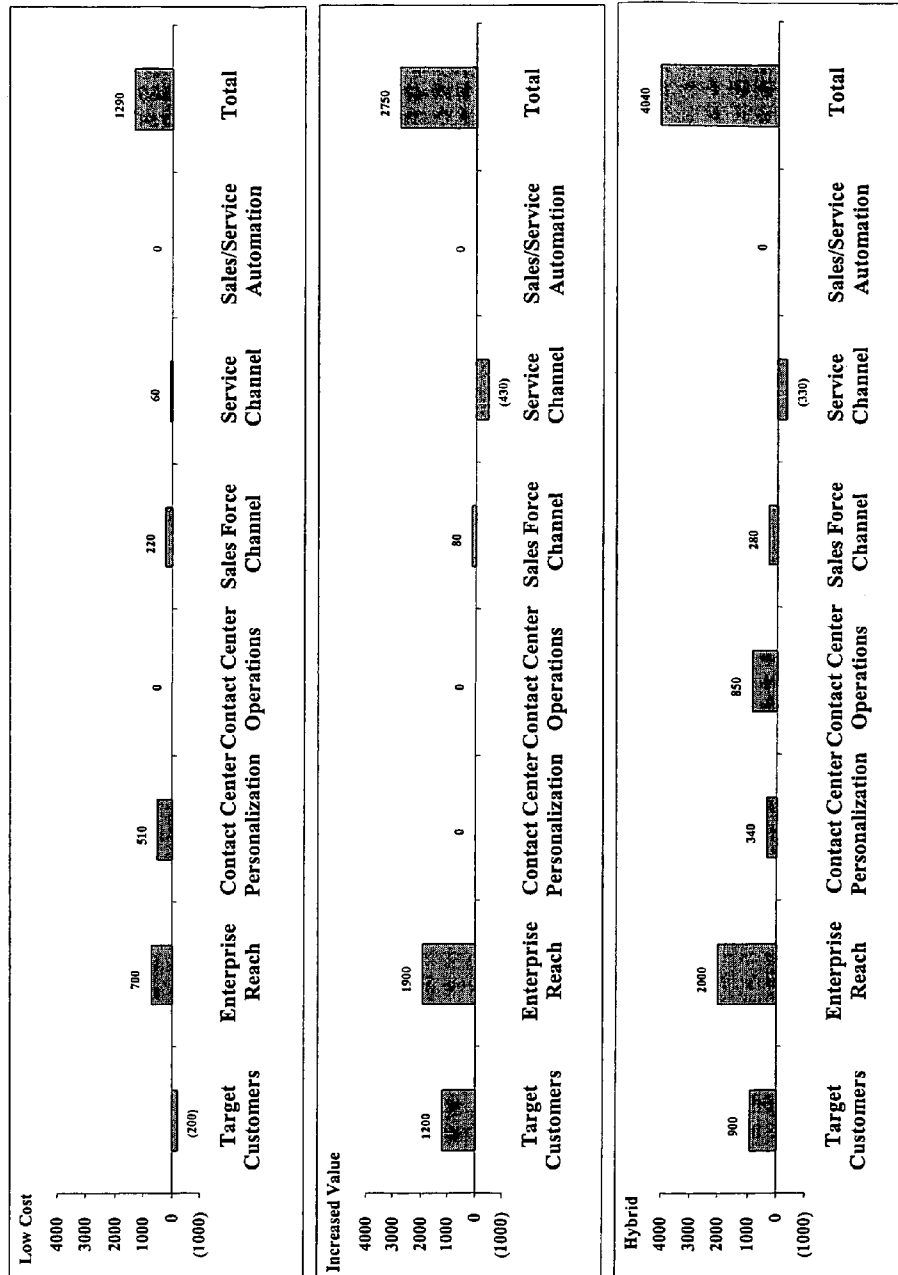 Low Cost
4000
3000
2000
1000
0
(1000)
(200)
700
510
0
220
60
0
1290
Target Customers
Enterprise Reach
Contact Center Personalization
Contact Center Operations
Sales Force Channel
Service Channel
Sales/Service Automation
Total
Increased Value
4000
3000
2000
1000
0
(1000)
1200
1900
0
0
80
(430)
0
2750
Target Customers
Enterprise Reach
Contact Center Personalization
Contact Center Operations
Sales Force Channel
Service Channel
Sales/Service Automation
Total
Hybrid
4000
3000
2000
1000
0
(1000)
900
2000
340
850
280
(330)
0
4040
Target Customers
Enterprise Reach
Contact Center Personalization
Contact Center Operations
Sales Force Channel
Service Channel
Sales/Service Automation
Total